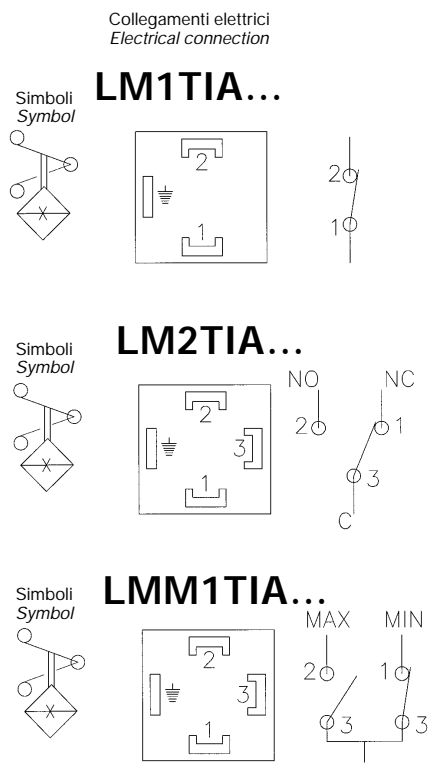 Collegamenti elettrici
Electrical connection
LM1TIA...
Simboli
Symbol
2
1
2
1
LM2TIA...
Simboli
Symbol
2
3
1
NO NC
2 1
3
C
LMM1TIA...
Simboli
Symbol
2
3
1
MAX MIN
2 1
3 3